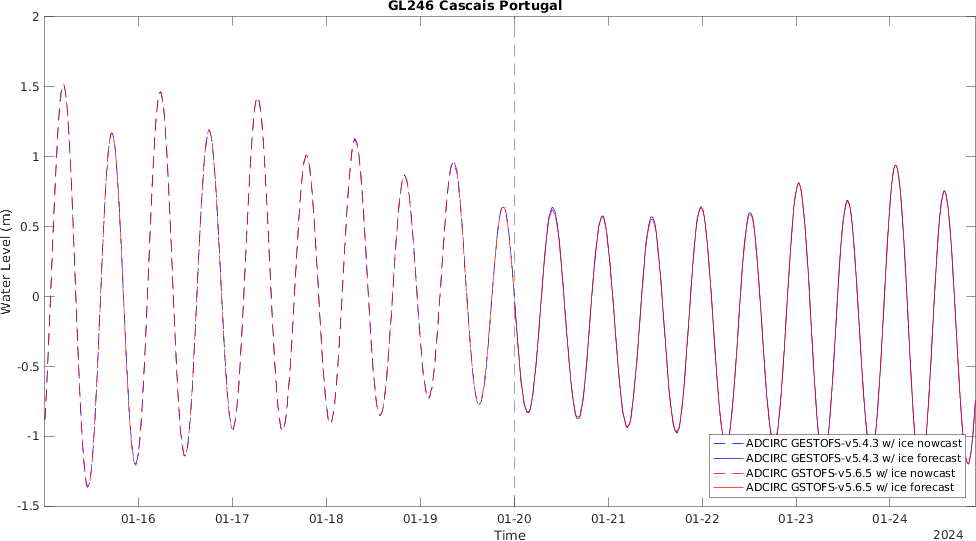 GL246 Cascais Portugal
2
1.5
1
0.5
0
-0.5
-1
-1.5
Water Level (m)
ADCIRC GESTOFS-v5.4.3 w/ ice nowcast
ADCIRC GESTOFS-v5.4.3 w/ ice forecast
ADCIRC GSTOFS-v5.6.5 w/ ice nowcast
ADCIRC GSTOFS-v5.6.5 w/ ice forecast
01-16 01-17 01-18 01-19 01-20 01-21 01-22 01-23 01-24
Time
2024